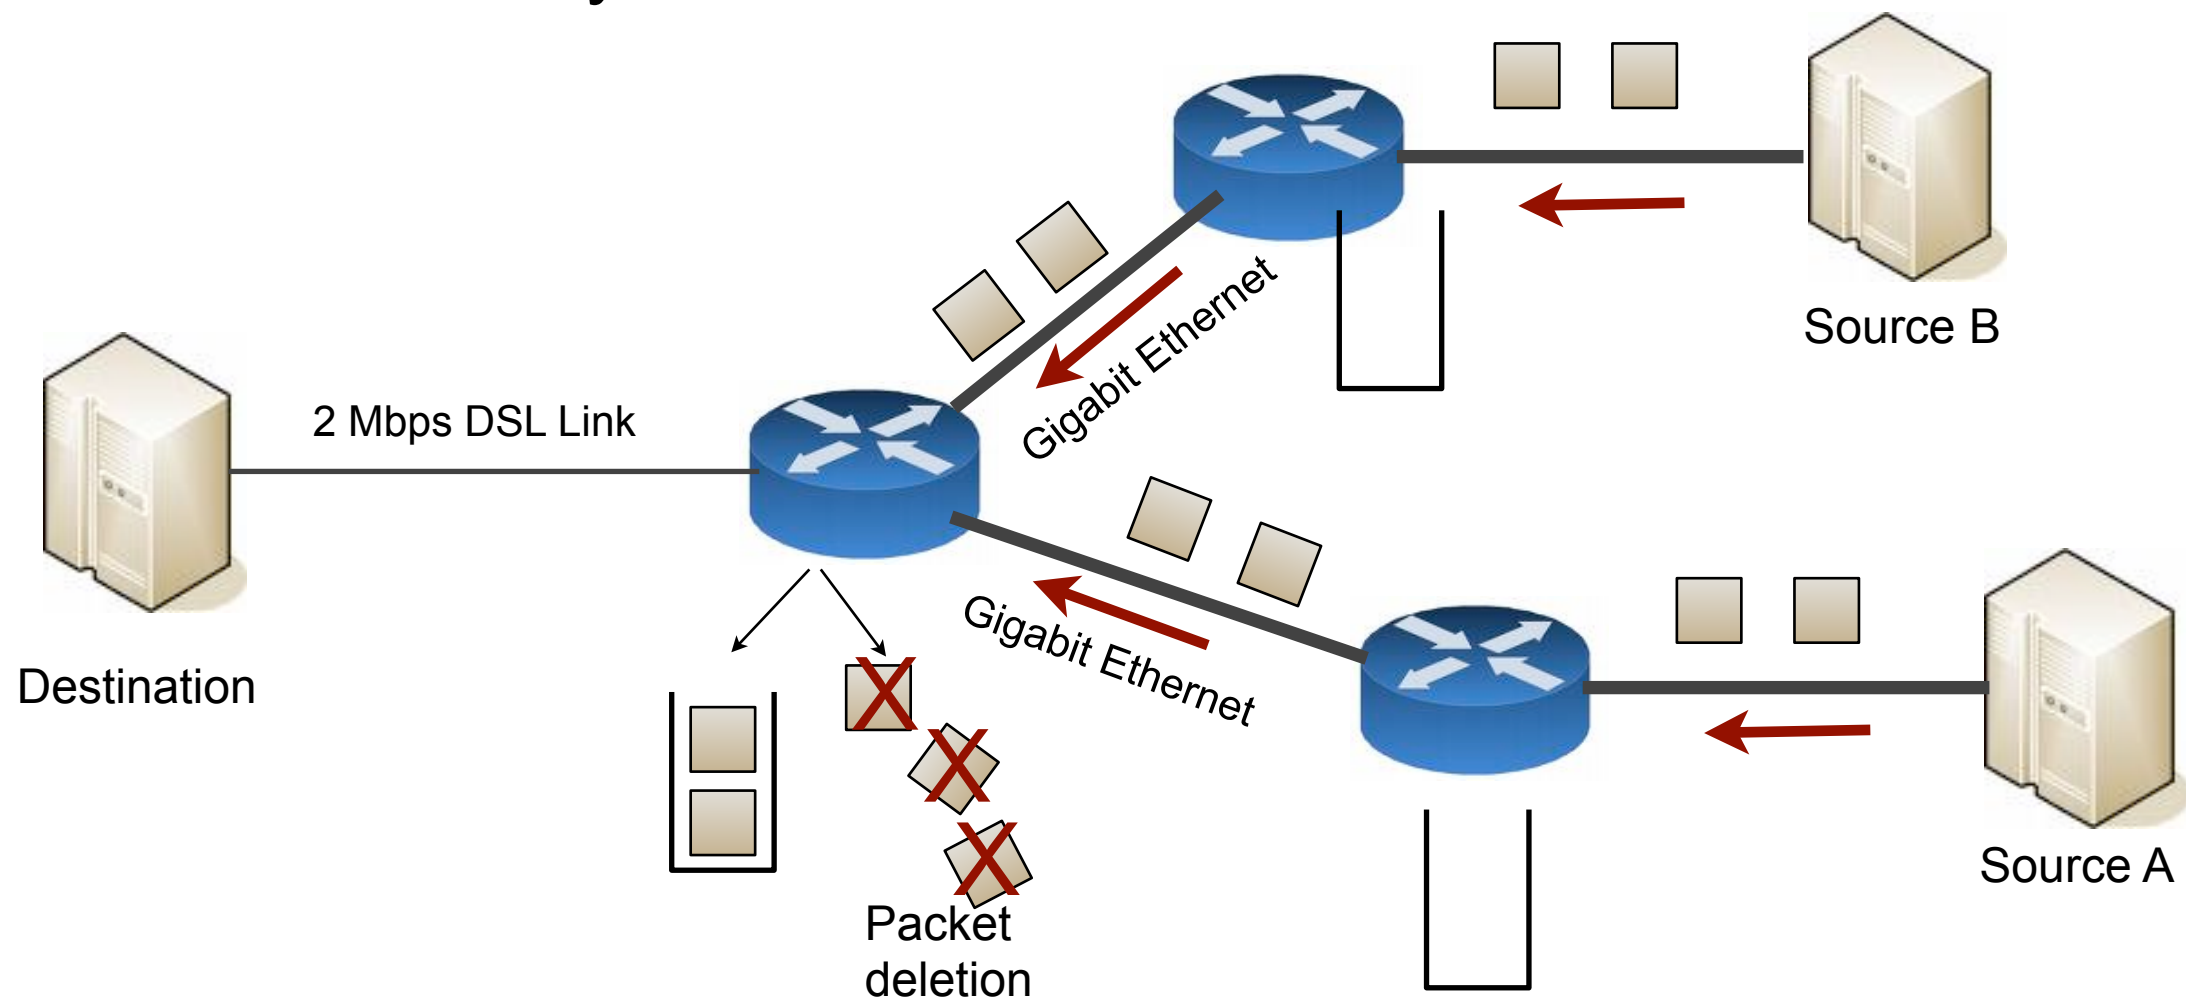 Source B
2 Mbps DSL Link
Gigabit Ethernet
Gigabit Ethernet
Destination
Source A
Packet
deletion